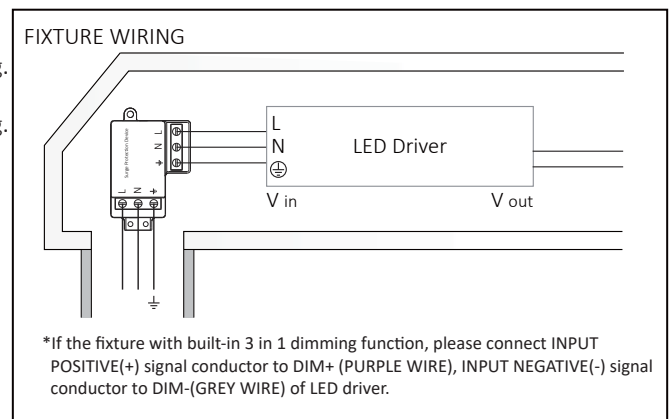 FIXTURE WIRING
g.
g.
Surge Protection Device
L
N
L
N
L
N
LED Driver
V in
V out
*If the fixture with built-in 3 in 1 dimming function, please connect INPUT
POSITIVE(+) signal conductor to DIM+ (PURPLE WIRE), INPUT NEGATIVE(-) signal
conductor to DIM-(GREY WIRE) of LED driver.